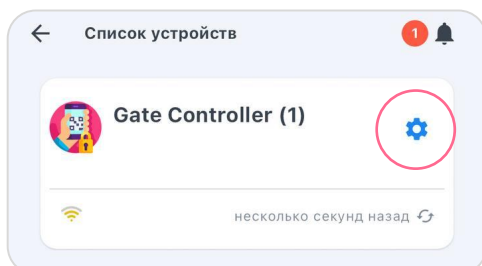 Список устройств
1
Gate Controller (1)
несколько секунд назад